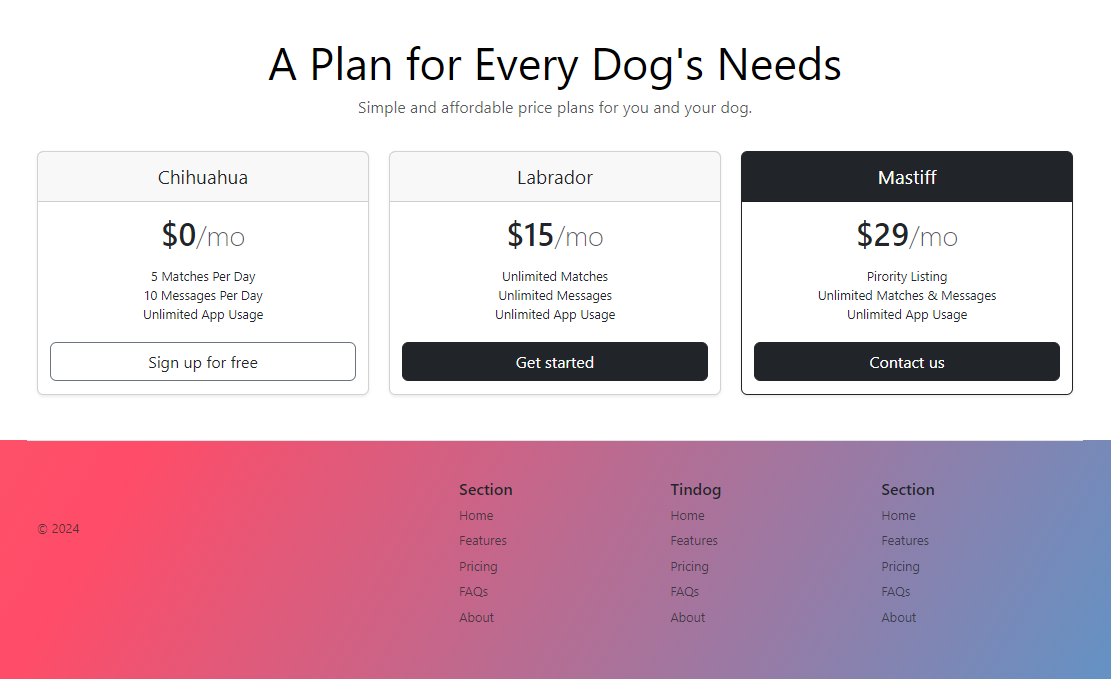 A Plan for Every Dog's Needs
Simple and affordable price plans for you and your dog.
Chihuahua
$0/mo
5 Matches Per Day
10 Messages Per Day
Unlimited App Usage
Sign up for free
Labrador
$15/mo
Unlimited Matches
Unlimited Messages
Unlimited App Usage
Get started
Mastiff
$29/mo
Pirority Listing
Unlimited Matches & Messages
Unlimited App Usage
Contact us
© 2024
Section
Home
Features
Pricing
FAQs
About
Tindog
Home
Features
Pricing
FAQs
About
Section
Home
Features
Pricing
FAQs
About